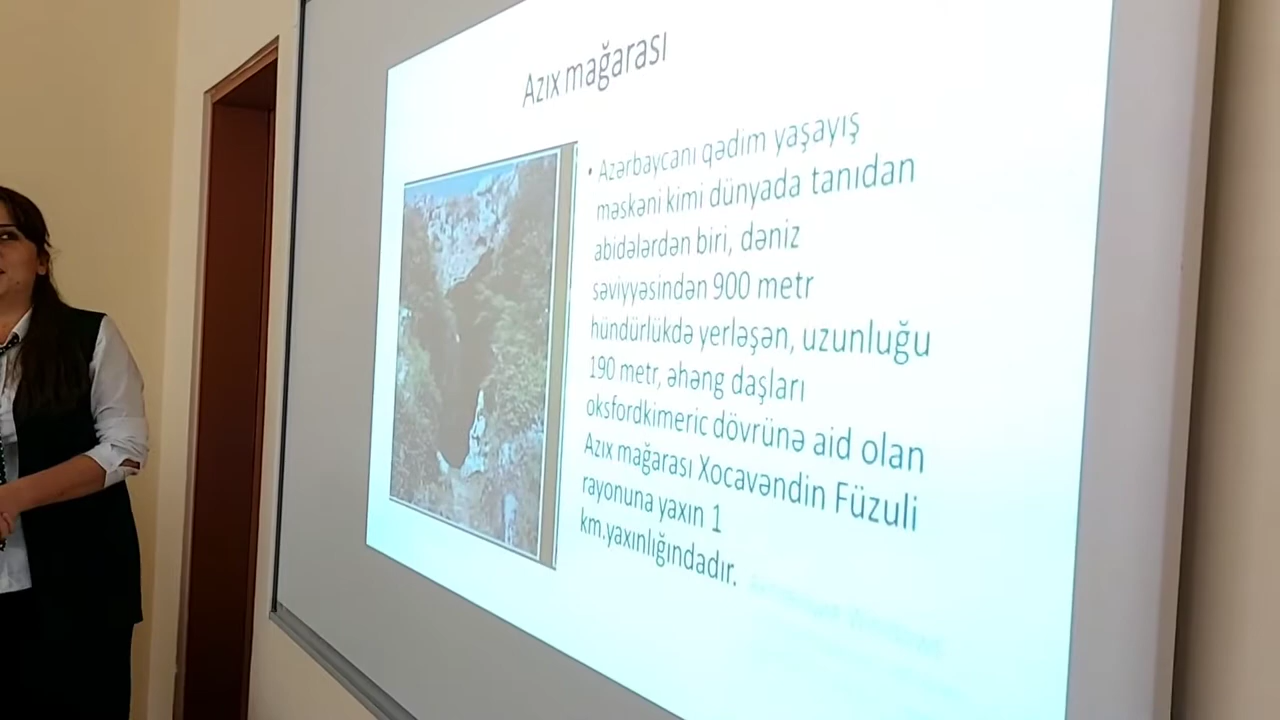 Azıx mağarası
• Azərbaycanı qədim yaşayış
məskəni kimi dünyada tanıdan
abidələrdən biri, dəniz
səviyyəsindən 900 metr
hündürlükdə yerləşən, uzunluğu
190 metr, əhəng daşları
oksfordkimeric dövrünə aid olan
Azıx mağarası Xocavəndin Füzuli
rayonuna yaxın 1
km.yaxınlığındadır.